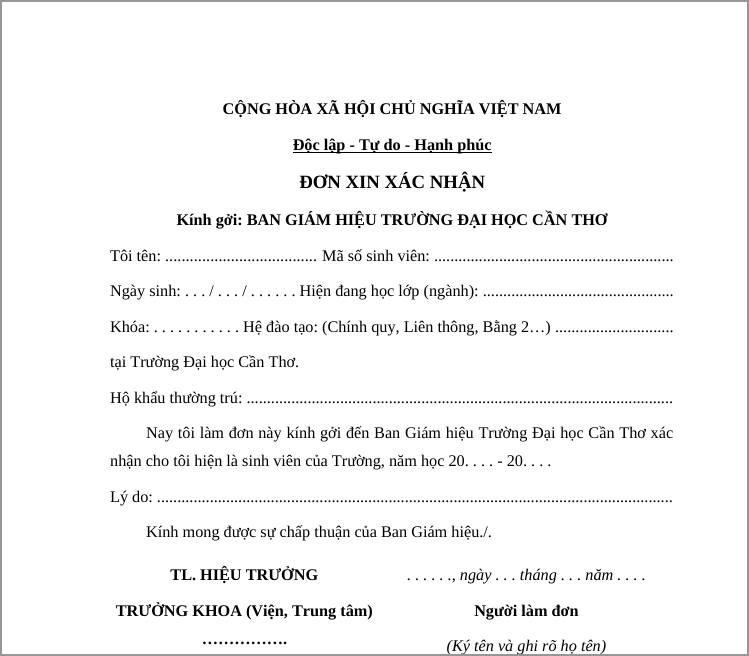 CỘNG HÒA XÃ HỘI CHỦ NGHĨA VIỆT NAM
Độc lập - Tự do - Hạnh phúc
ĐƠN XIN XÁC NHẬN
Kính gởi: BAN GIÁM HIỆU TRƯỜNG ĐẠI HỌC CẦN THƠ
Tôi tên: ..................................... Mã số sinh viên: ..........................................................
Ngày sinh: . . . / . . . / . . . . . . Hiện đang học lớp (ngành): ..............................................
Khóa: . . . . . . . . . . . Hệ đào tạo: (Chính quy, Liên thông, Bằng 2…) .............................
tại Trường Đại học Cần Thơ.
Hộ khẩu thường trú: ........................................................................................................
Nay tôi làm đơn này kính gởi đến Ban Giám hiệu Trường Đại học Cần Thơ xác
nhận cho tôi hiện là sinh viên của Trường, năm học 20. . . . - 20. . . .
Lý do: ..............................................................................................................................
Kính mong được sự chấp thuận của Ban Giám hiệu./.
TL. HIỆU TRƯỞNG . . . . . ., ngày . . . tháng . . . năm . . . .
TRƯỞNG KHOA (Viện, Trung tâm) Người làm đơn
……………. (Ký tên và ghi rõ họ tên)